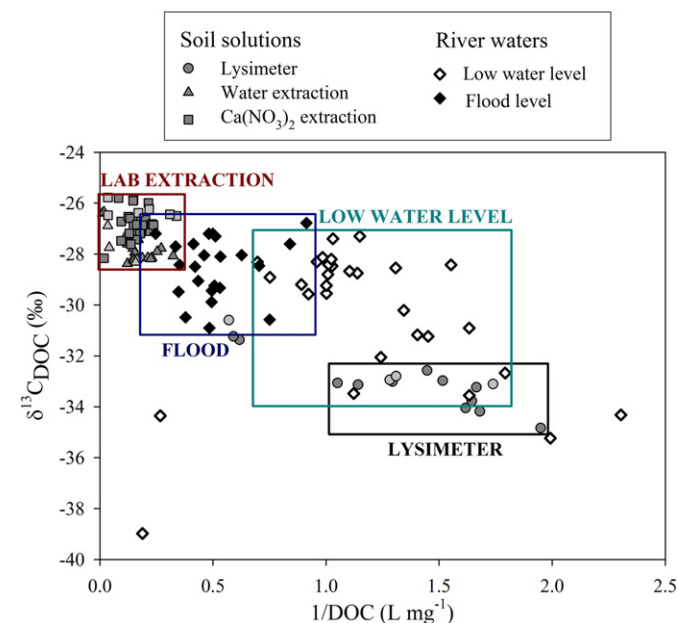 Soil solutions
River waters
Lysimeter
Low water level
Water extraction
Flood level
Ca(NO3)2 extraction
-24
LAB EXTRACTION
-26
LOW WATER LEVEL
-28
-30
FLOOD
-32
-34
LYSIMETER
-36
-38
-40
δ13CDOC (‰)
0.0 0.5 1.0 1.5 2.0 2.5
1/DOC (L mg-1)